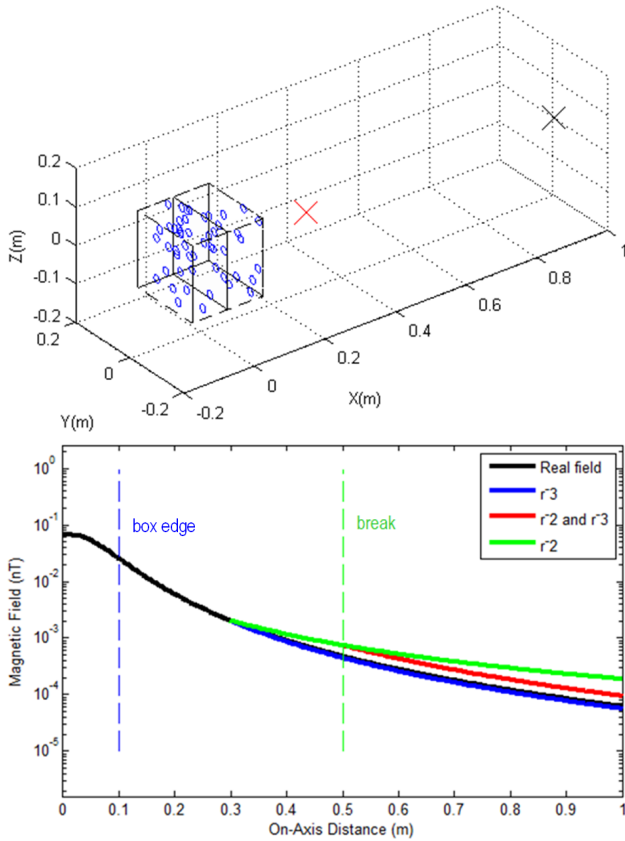 0.2
0.1
0
-0.1
-0.2
Z(m)
0.2
0
-0.2
Y(m)
-0.2
0
0.2
0.4
0.6
0.8
1
X(m)
10^0
10^-1
10^-2
10^-3
10^-4
10^-5
Magnetic Field (nT)
box edge
break
Real field
r^-3
r^-2 and r^-3
r^-2
0 0.1 0.2 0.3 0.4 0.5 0.6 0.7 0.8 0.9 1
On-Axis Distance (m)